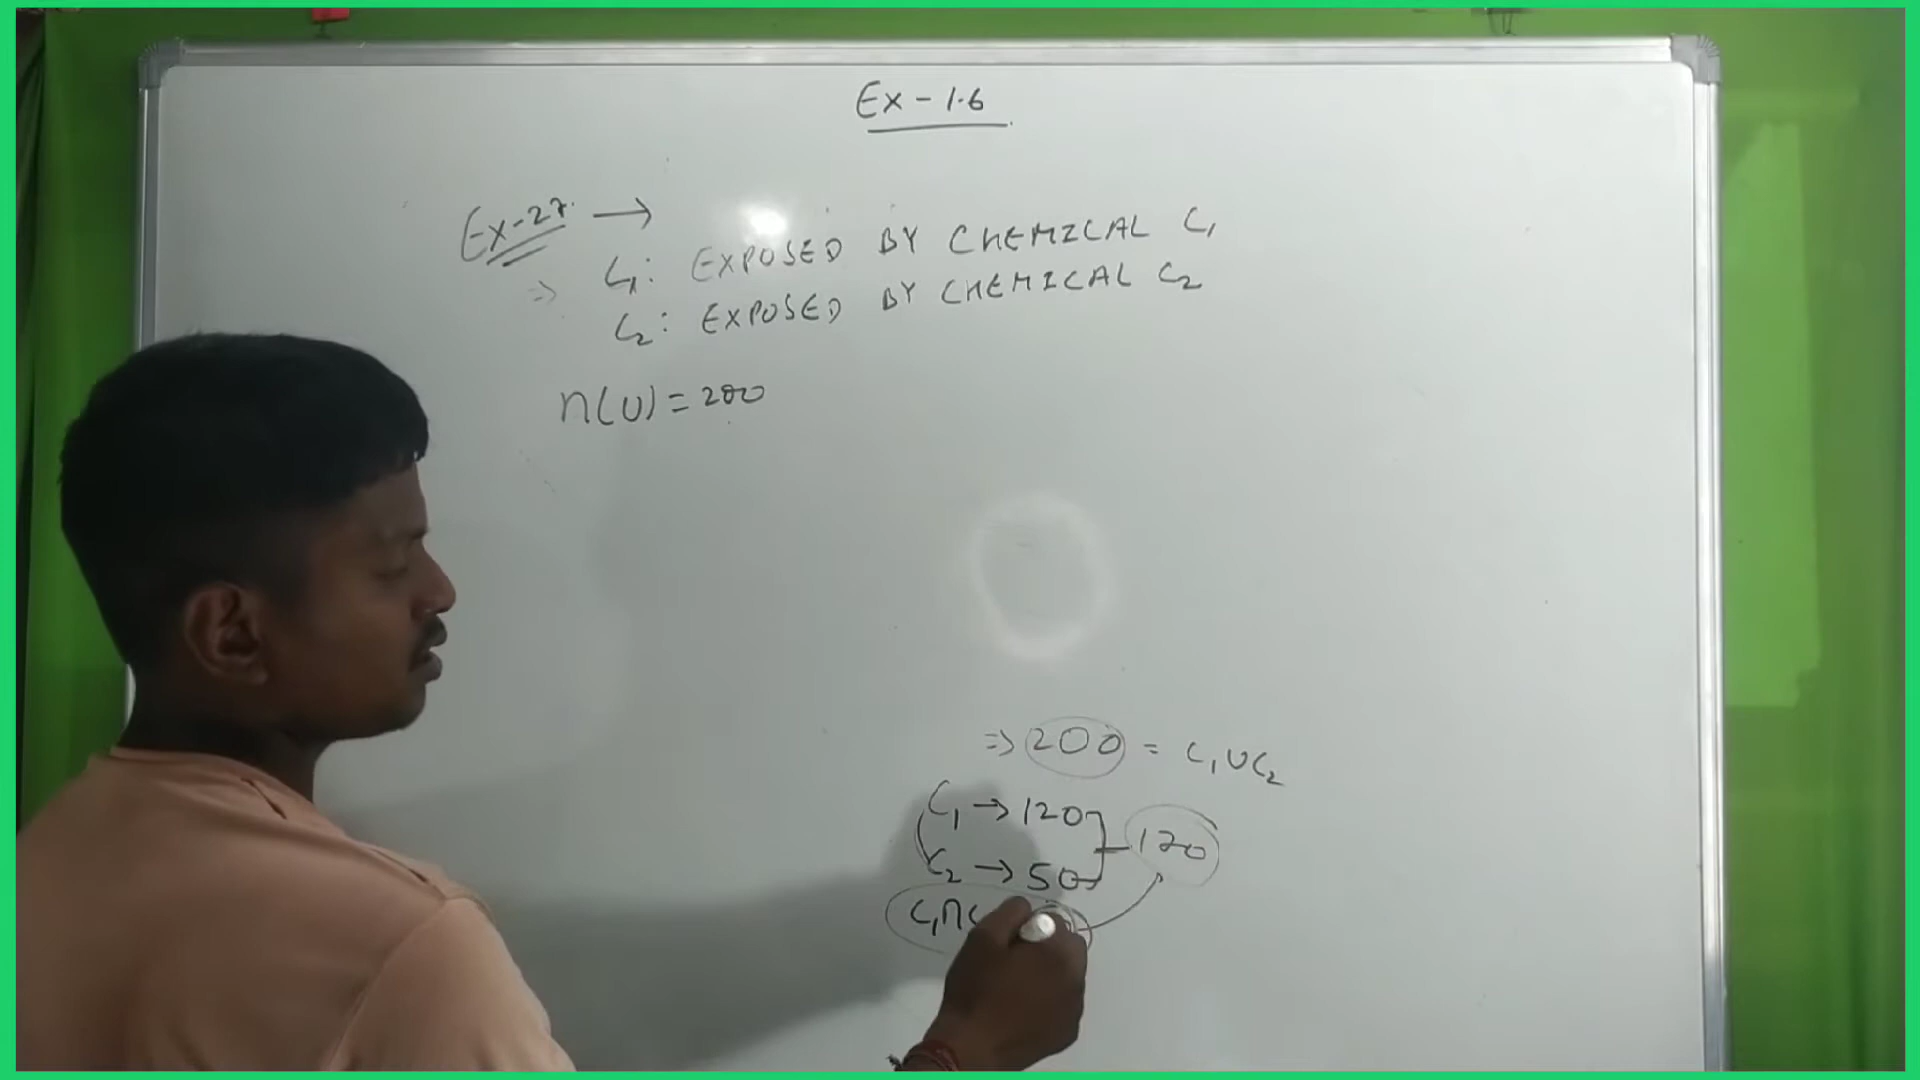 Ex - 1.6
Ex-27. →
⇒ C₁: EXPOSED BY CHEMICAL C₁
C₂: EXPOSED BY CHEMICAL C₂
n(U) = 200
⇒ 200 = C₁UC₂
C₁ → 120
120
C₂ → 50
C₁∩C